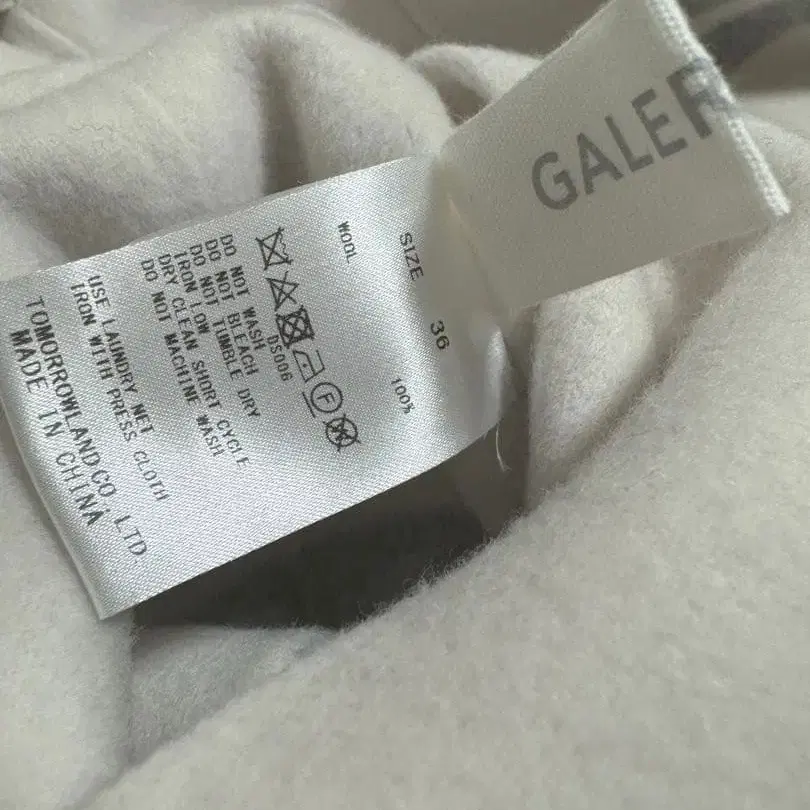 GALER
SIZE 36
WOOL 100%
DS006
DO NOT WASH
DO NOT BLEACH
DO NOT TUMBLE DRY
IRON LOW
DRY CLEAN SHORT CYCLE
DO NOT MACHINE WASH
USE LAUNDRY NET
IRON WITH PRESS CLOTH
TOMORROWLAND CO., LTD.
MADE IN CHINA